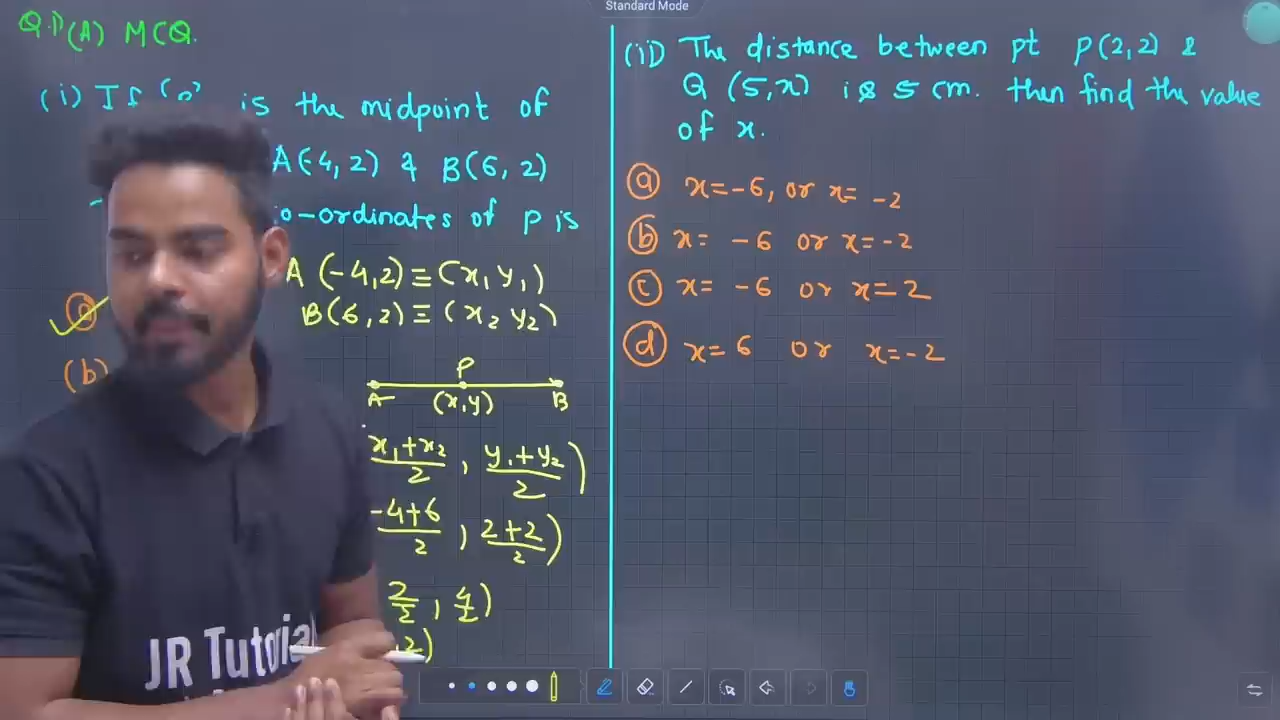 Standard Mode
Q.1) (A) MCQ.
(i) If 'P' is the midpoint of
A(-4, 2) & B(6, 2)
co-ordinates of P is
A (-4,2) ≡ (x₁ y₁)
B(6,2) ≡ (x₂ y₂)
(b)
P
A (x,y) B
x₁+x₂/2 , y₁+y₂/2)
-4+6/2 , 2+2/2)
2/2 , 4/2)
,2)
(ii) The distance between pt P(2,2) &
Q (5,x) is 5 cm. then find the value
of x.
(a) x=-6, or x= -2
(b) x= -6 or x=-2
(c) x= -6 or x=2
(d) x=6 or x=-2
JR Tutorial